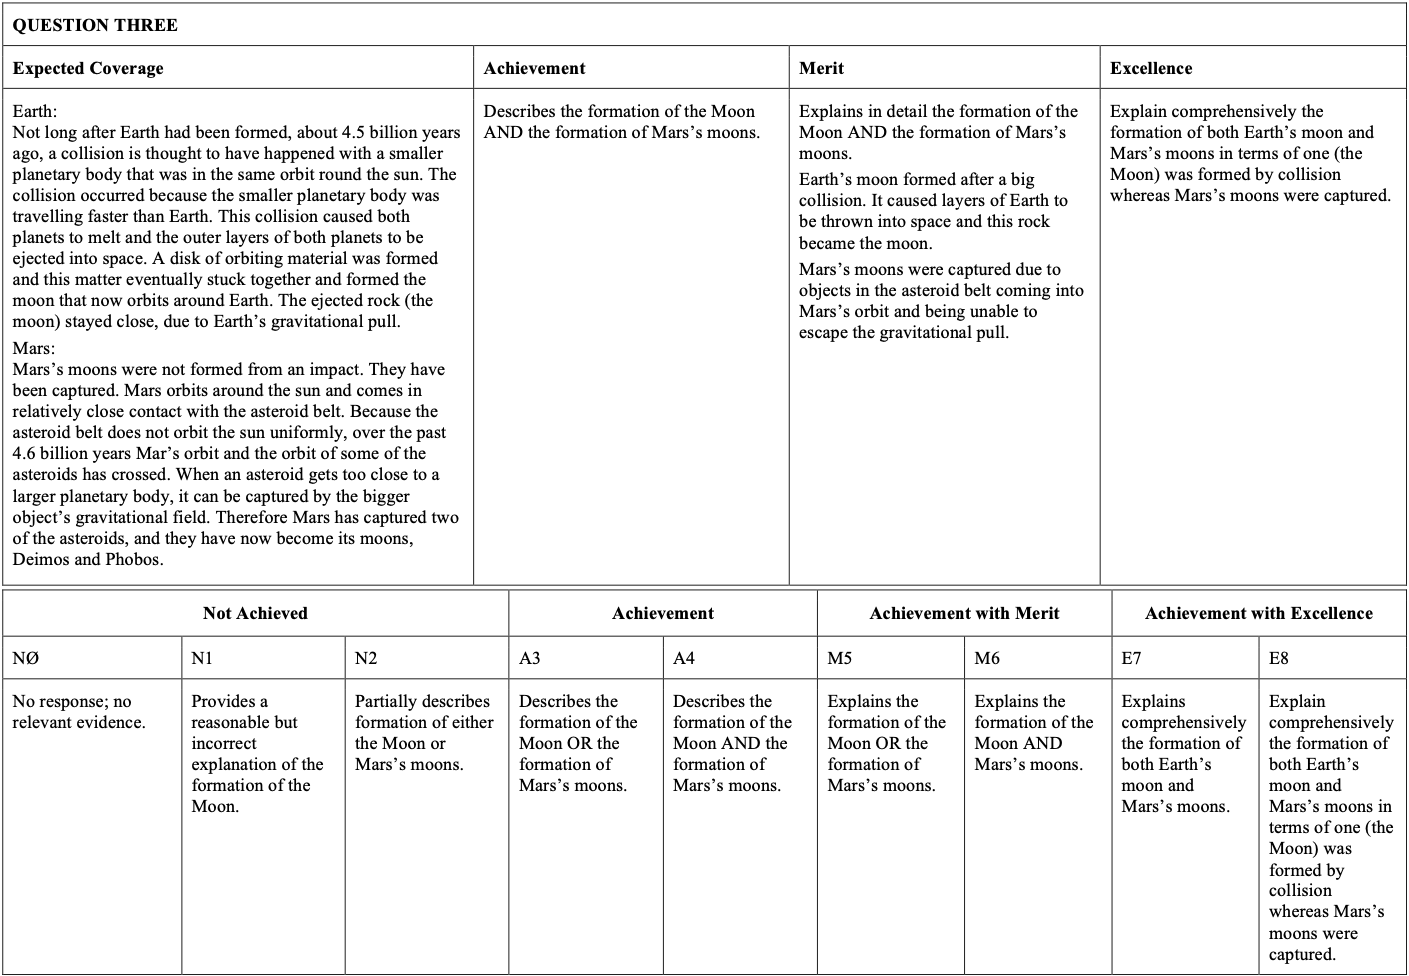 QUESTION THREE
Expected Coverage
Achievement
Merit
Excellence
Earth:
Not long after Earth had been formed, about 4.5 billion years
ago, a collision is thought to have happened with a smaller
planetary body that was in the same orbit round the sun. The
collision occurred because the smaller planetary body was
travelling faster than Earth. This collision caused both
planets to melt and the outer layers of both planets to be
ejected into space. A disk of orbiting material was formed
and this matter eventually stuck together and formed the
moon that now orbits around Earth. The ejected rock (the
moon) stayed close, due to Earth’s gravitational pull.
Mars:
Mars’s moons were not formed from an impact. They have
been captured. Mars orbits around the sun and comes in
relatively close contact with the asteroid belt. Because the
asteroid belt does not orbit the sun uniformly, over the past
4.6 billion years Mar’s orbit and the orbit of some of the
asteroids has crossed. When an asteroid gets too close to a
larger planetary body, it can be captured by the bigger
object’s gravitational field. Therefore Mars has captured two
of the asteroids, and they have now become its moons,
Deimos and Phobos.
Describes the formation of the Moon
AND the formation of Mars’s moons.
Explains in detail the formation of the
Moon AND the formation of Mars’s
moons.
Earth’s moon formed after a big
collision. It caused layers of Earth to
be thrown into space and this rock
became the moon.
Mars’s moons were captured due to
objects in the asteroid belt coming into
Mars’s orbit and being unable to
escape the gravitational pull.
Explain comprehensively the
formation of both Earth’s moon and
Mars’s moons in terms of one (the
Moon) was formed by collision
whereas Mars’s moons were captured.
Not Achieved
Achievement
Achievement with Merit
Achievement with Excellence
NØ
N1
N2
A3
A4
M5
M6
E7
E8
No response; no
relevant evidence.
Provides a
reasonable but
incorrect
explanation of the
formation of the
Moon.
Partially describes
formation of either
the Moon or
Mars’s moons.
Describes the
formation of the
Moon OR the
formation of
Mars’s moons.
Describes the
formation of the
Moon AND the
formation of
Mars’s moons.
Explains the
formation of the
Moon OR the
formation of
Mars’s moons.
Explains the
formation of the
Moon AND
Mars’s moons.
Explains
comprehensively
the formation of
both Earth’s
moon and
Mars’s moons.
Explain
comprehensively
the formation of
both Earth’s
moon and
Mars’s moons in
terms of one (the
Moon) was
formed by
collision
whereas Mars’s
moons were
captured.